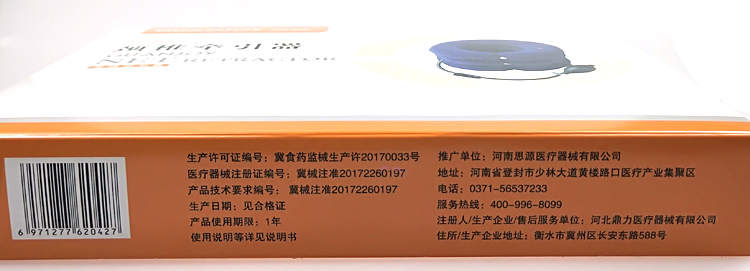 颈椎牵引器
QUANJOY
NET RETRACTOR
生产许可证编号：冀食药监械生产许20170033号
医疗器械注册证编号：冀械注准20172260197
产品技术要求编号：冀械注准20172260197
生产日期：见合格证
产品使用期限：1年
使用说明等详见说明书
推广单位：河南思源医疗器械有限公司
地址：河南省登封市少林大道黄楼路口医疗产业集聚区
电话：0371-56537233
服务热线：400-996-8099
注册人/生产企业/售后服务单位：河北鼎力医疗器械有限公司
住所/生产企业地址：衡水市冀州区长安东路588号
6 971277 620427